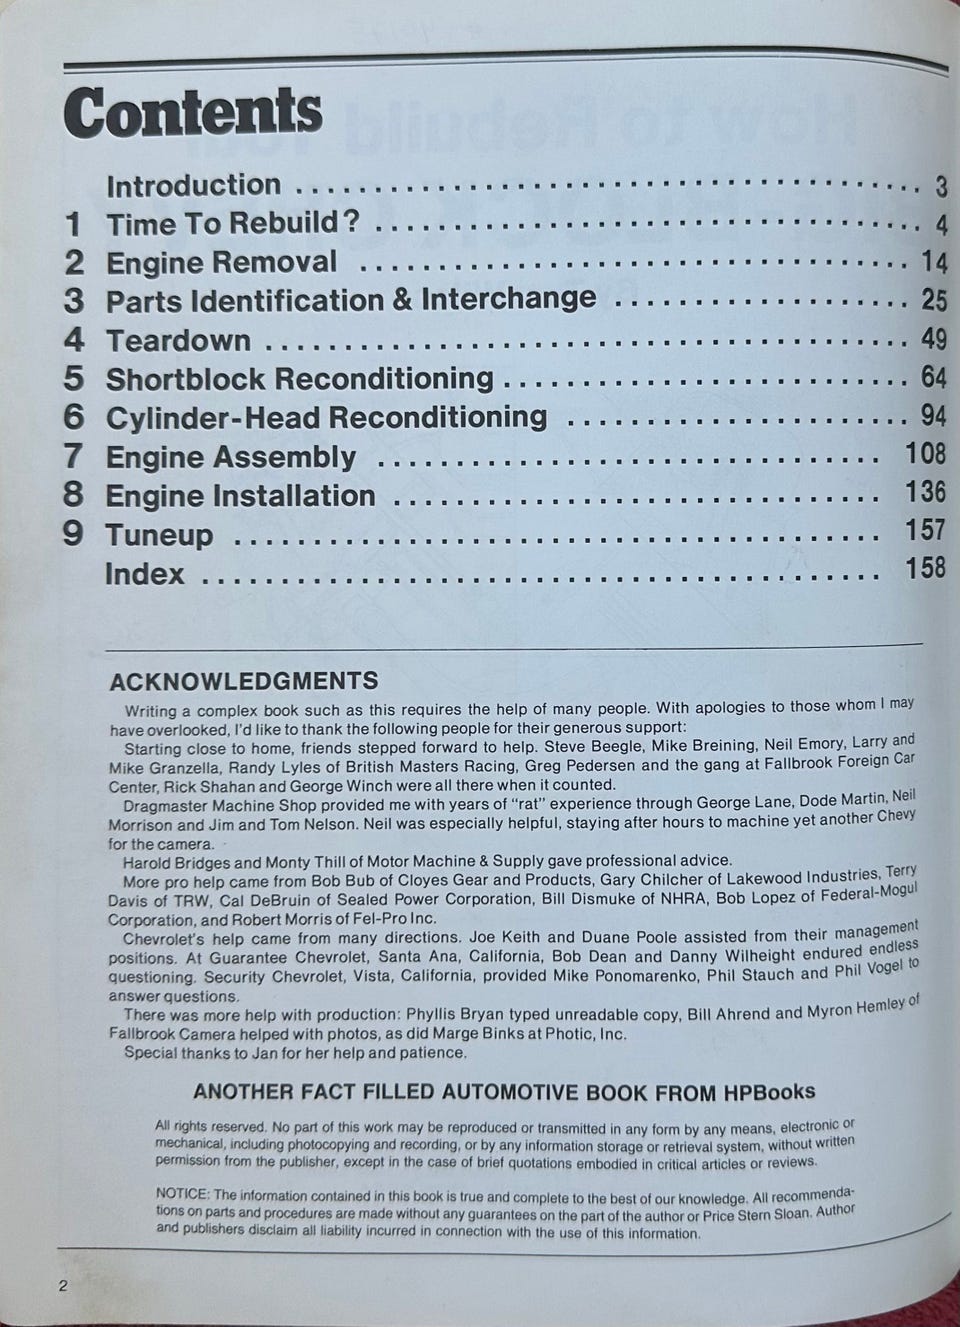 Contents
Introduction ........................................ 3
1 Time To Rebuild? .................................. 4
2 Engine Removal .................................. 14
3 Parts Identification & Interchange .................. 25
4 Teardown ........................................ 49
5 Shortblock Reconditioning ......................... 64
6 Cylinder-Head Reconditioning ..................... 94
7 Engine Assembly ................................ 108
8 Engine Installation ............................... 136
9 Tuneup ......................................... 157
Index ........................................... 158
ACKNOWLEDGMENTS
Writing a complex book such as this requires the help of many people. With apologies to those whom I may
have overlooked, I'd like to thank the following people for their generous support:
Starting close to home, friends stepped forward to help. Steve Beegle, Mike Breining, Neil Emory, Larry and
Mike Granzella, Randy Lyles of British Masters Racing, Greg Pedersen and the gang at Fallbrook Foreign Car
Center, Rick Shahan and George Winch were all there when it counted.
Dragmaster Machine Shop provided me with years of "rat" experience through George Lane, Dode Martin, Neil
Morrison and Jim and Tom Nelson. Neil was especially helpful, staying after hours to machine yet another Chevy
for the camera.
Harold Bridges and Monty Thill of Motor Machine & Supply gave professional advice.
More pro help came from Bob Bub of Cloyes Gear and Products, Gary Chilcher of Lakewood Industries, Terry
Davis of TRW, Cal DeBruin of Sealed Power Corporation, Bill Dismuke of NHRA, Bob Lopez of Federal-Mogul
Corporation, and Robert Morris of Fel-Pro Inc.
Chevrolet's help came from many directions. Joe Keith and Duane Poole assisted from their management
positions. At Guarantee Chevrolet, Santa Ana, California, Bob Dean and Danny Wilheight endured endless
questioning. Security Chevrolet, Vista, California, provided Mike Ponomarenko, Phil Stauch and Phil Vogel to
answer questions.
There was more help with production: Phyllis Bryan typed unreadable copy, Bill Ahrend and Myron Hemley of
Fallbrook Camera helped with photos, as did Marge Binks at Photic, Inc.
Special thanks to Jan for her help and patience.
ANOTHER FACT FILLED AUTOMOTIVE BOOK FROM HPBooks
All rights reserved. No part of this work may be reproduced or transmitted in any form by any means, electronic or
mechanical, including photocopying and recording, or by any information storage or retrieval system, without written
permission from the publisher, except in the case of brief quotations embodied in critical articles or reviews.
NOTICE: The information contained in this book is true and complete to the best of our knowledge. All recommenda-
tions on parts and procedures are made without any guarantees on the part of the author or Price Stern Sloan. Author
and publishers disclaim all liability incurred in connection with the use of this information.
2